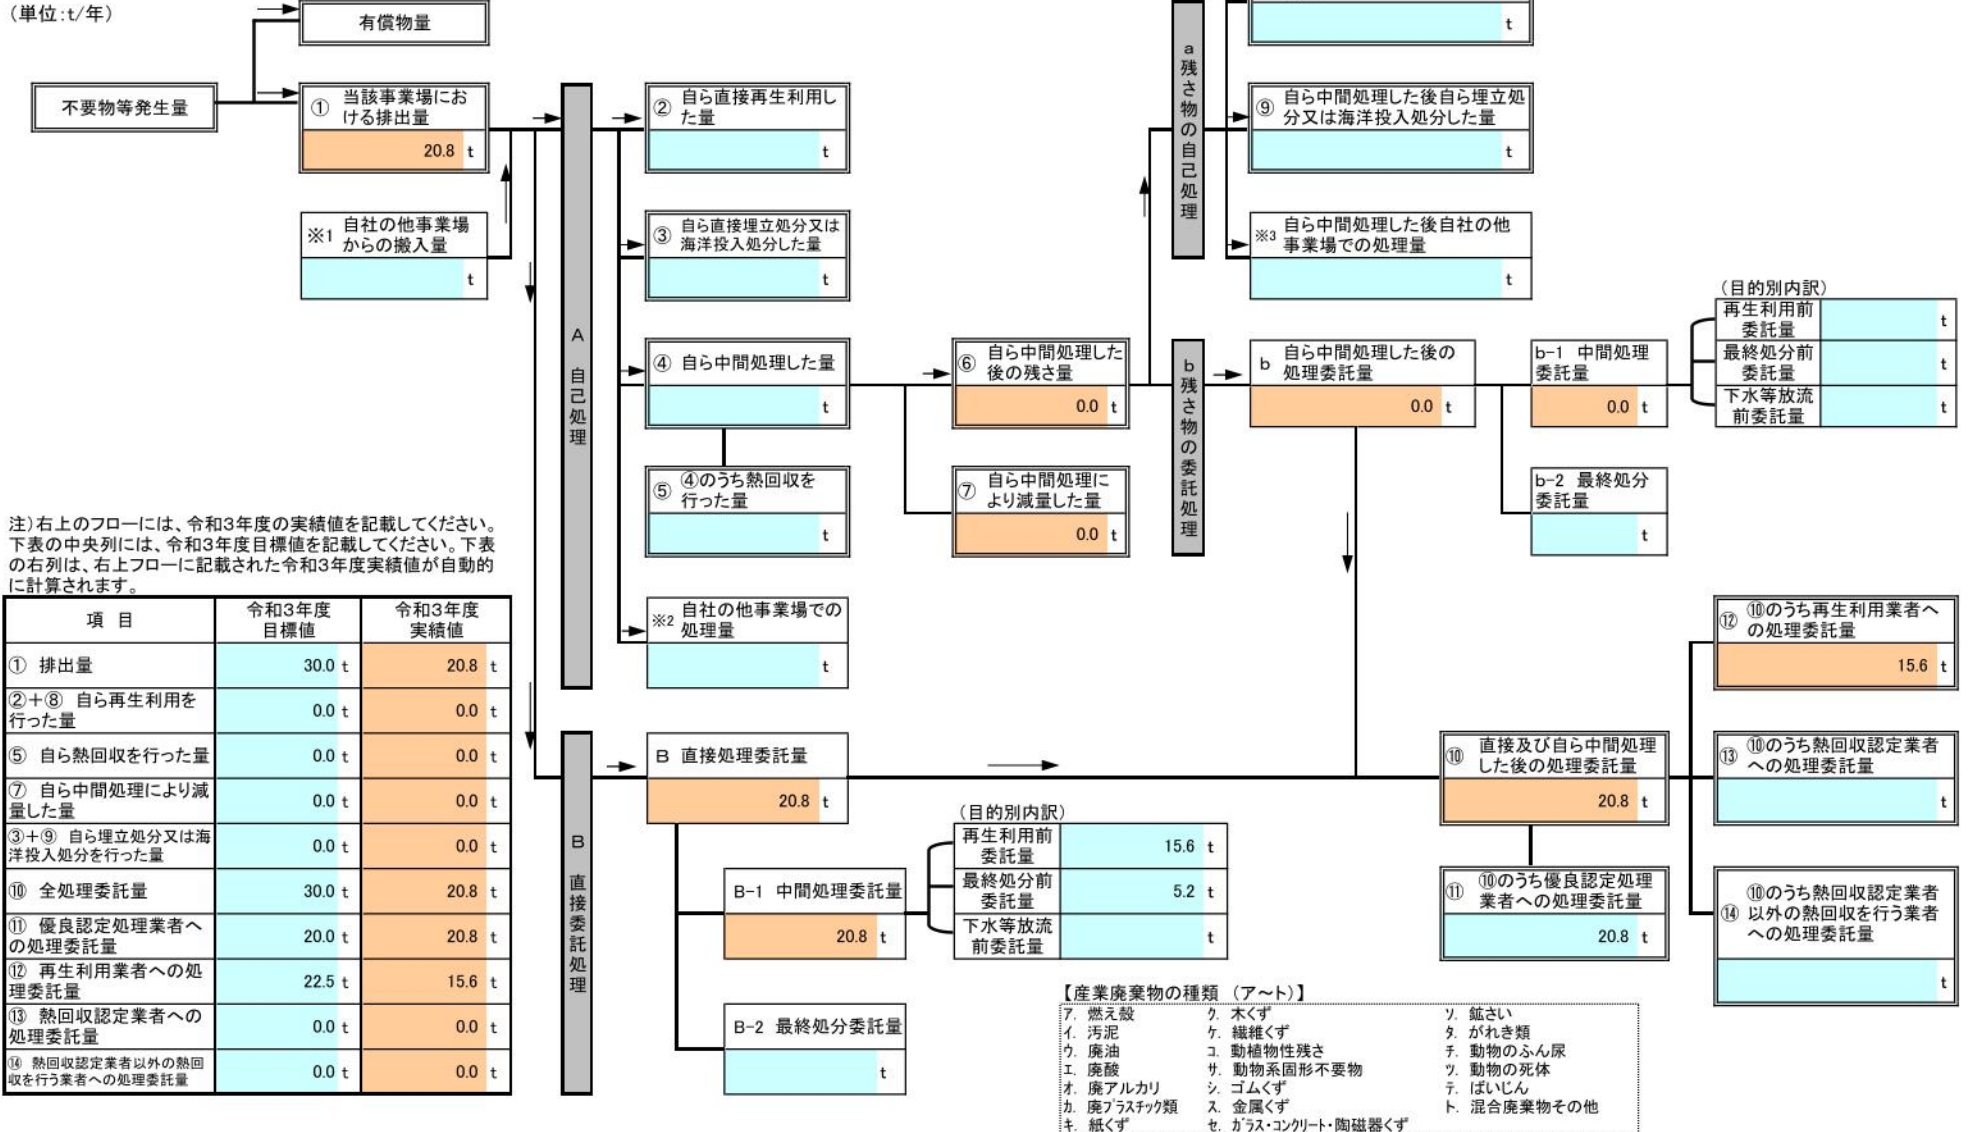 (単位:t/年)
有償物量
不要物等発生量
① 当該事業場にお
ける排出量
20.8 t
※1 自社の他事業場
からの搬入量
t
A 自己処理
② 自ら直接再生利用し
た量
t
③ 自ら直接埋立処分又は
海洋投入処分した量
t
④ 自ら中間処理した量
t
⑤ ④のうち熱回収を
行った量
t
※2 自社の他事業場での
処理量
t
⑥ 自ら中間処理した
後の残さ量
0.0 t
⑦ 自ら中間処理に
より減量した量
0.0 t
a 残さ物の自己処理
t
⑨ 自ら中間処理した後自ら埋立処
分又は海洋投入処分した量
t
※3 自ら中間処理した後自社の他
事業場での処理量
t
b 残さ物の委託処理
b 自ら中間処理した後の
処理委託量
0.0 t
b-1 中間処理
委託量
0.0 t
b-2 最終処分
委託量
t
(目的別内訳)
再生利用前
委託量
t
最終処分前
委託量
t
下水等放流
前委託量
t
注)右上のフローには、令和3年度の実績値を記載してください。
下表の中央列には、令和3年度目標値を記載してください。下表
の右列は、右上フローに記載された令和3年度実績値が自動的
に計算されます。
項 目
令和3年度
目標値
令和3年度
実績値
① 排出量 30.0 t 20.8 t
②+⑧ 自ら再生利用を
行った量 0.0 t 0.0 t
⑤ 自ら熱回収を行った量 0.0 t 0.0 t
⑦ 自ら中間処理により減
量した量 0.0 t 0.0 t
③+⑨ 自ら埋立処分又は海
洋投入処分を行った量 0.0 t 0.0 t
⑩ 全処理委託量 30.0 t 20.8 t
⑪ 優良認定処理業者へ
の処理委託量 20.0 t 20.8 t
⑫ 再生利用業者への処
理委託量 22.5 t 15.6 t
⑬ 熱回収認定業者への
処理委託量 0.0 t 0.0 t
⑭ 熱回収認定業者以外の熱回
収を行う業者への処理委託量 0.0 t 0.0 t
B 直接委託処理
B 直接処理委託量
20.8 t
B-1 中間処理委託量
20.8 t
B-2 最終処分委託量
t
(目的別内訳)
再生利用前
委託量
15.6 t
最終処分前
委託量
5.2 t
下水等放流
前委託量
t
⑩ 直接及び自ら中間処理
した後の処理委託量
20.8 t
⑪ ⑩のうち優良認定処理
業者への処理委託量
20.8 t
⑫ ⑩のうち再生利用業者へ
の処理委託量
15.6 t
⑬ ⑩のうち熱回収認定業者
への処理委託量
t
⑭ ⑩のうち熱回収認定業者
以外の熱回収を行う業者
への処理委託量
t
【産業廃棄物の種類 (ア~ト)】
ア. 燃え殻 ク. 木くず ソ. 鉱さい
イ. 汚泥 ケ. 繊維くず タ. がれき類
ウ. 廃油 コ. 動植物性残さ チ. 動物のふん尿
エ. 廃酸 サ. 動物系固形不要物 ツ. 動物の死体
オ. 廃アルカリ シ. ゴムくず テ. ばいじん
カ. 廃プラスチック類 ス. 金属くず ト. 混合廃棄物その他
キ. 紙くず セ. ガラス・コンクリート・陶磁器くず